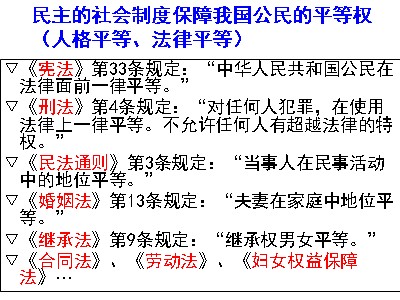 民主的社会制度保障我国公民的平等权
（人格平等、法律平等）
▽《宪法》第33条规定：“中华人民共和国公民在
法律面前一律平等。”
▽《刑法》第4条规定：“对任何人犯罪，在使用
法律上一律平等。不允许任何人有超越法律的特
权。”
▽《民法通则》第3条规定：“当事人在民事活动
中的地位平等。”
▽《婚姻法》第13条规定：“夫妻在家庭中地位平
等。”
▽《继承法》第9条规定：“继承权男女平等。”
▽《合同法》、《劳动法》、《妇女权益保障
法》…